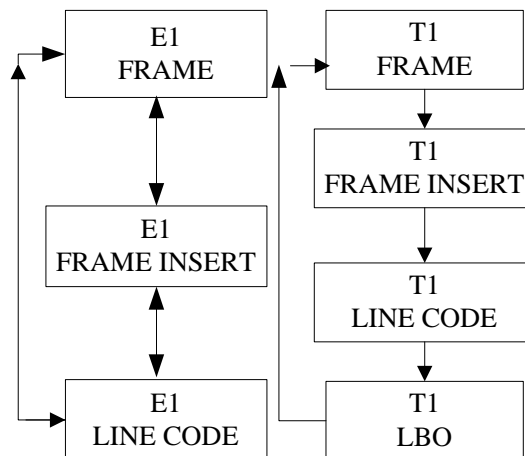 E1
FRAME
E1
FRAME INSERT
E1
LINE CODE
T1
FRAME
T1
FRAME INSERT
T1
LINE CODE
T1
LBO